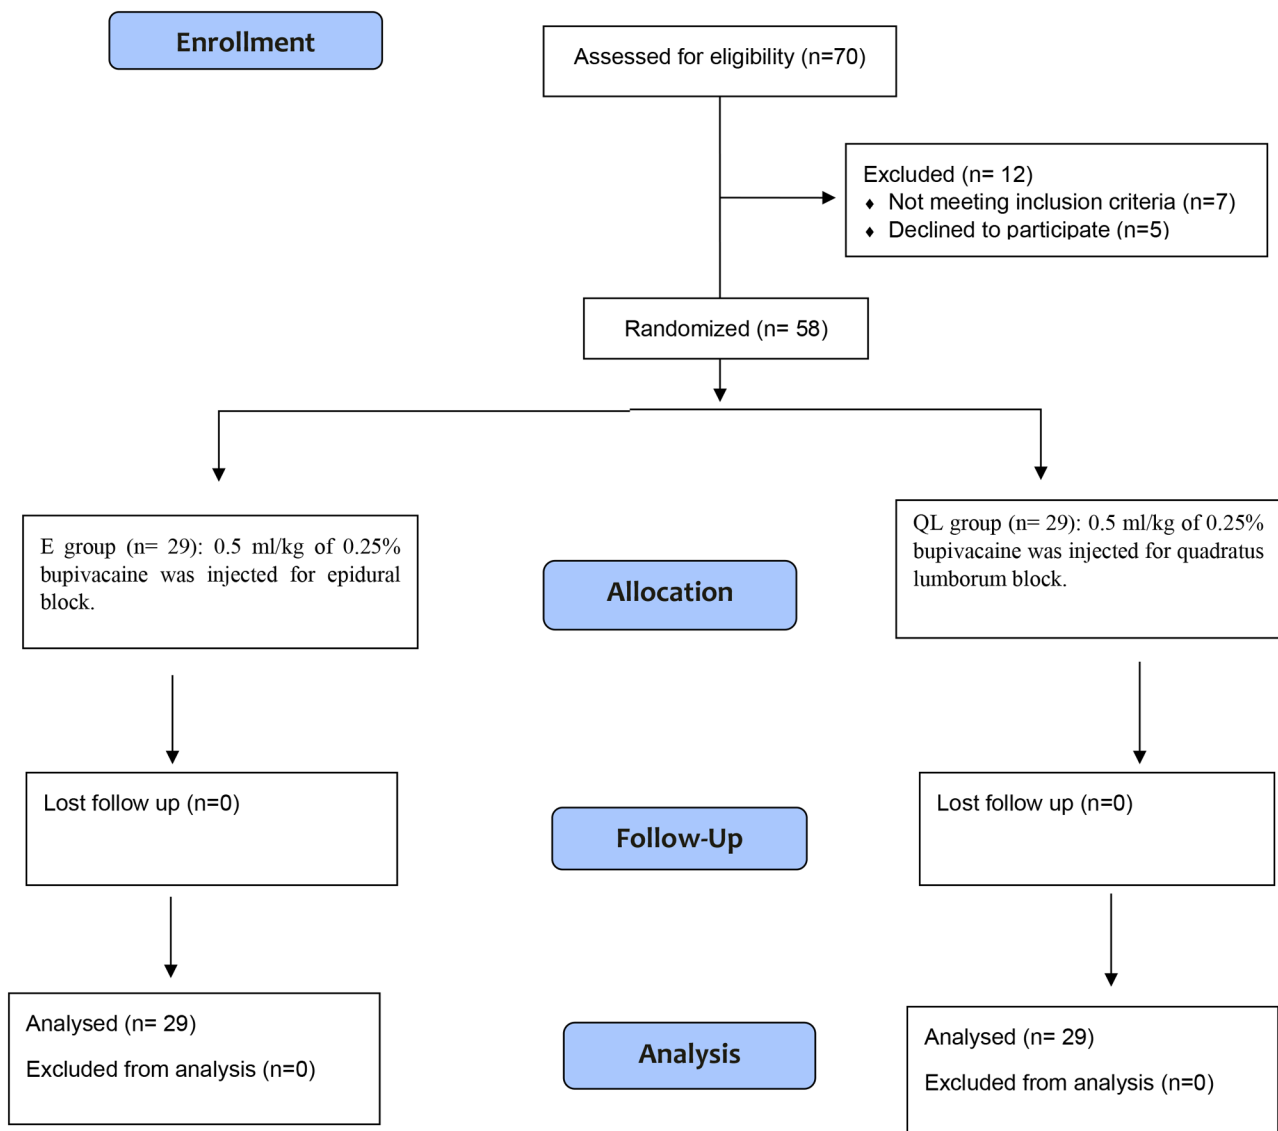 Enrollment
Assessed for eligibility (n=70)
Excluded (n= 12)
♦ Not meeting inclusion criteria (n=7)
♦ Declined to participate (n=5)
Randomized (n= 58)
E group (n= 29): 0.5 ml/kg of 0.25%
bupivacaine was injected for epidural
block.
Allocation
QL group (n= 29): 0.5 ml/kg of 0.25%
bupivacaine was injected for quadratus
lumborum block.
Lost follow up (n=0)
Follow-Up
Lost follow up (n=0)
Analysed (n= 29)
Excluded from analysis (n=0)
Analysis
Analysed (n= 29)
Excluded from analysis (n=0)